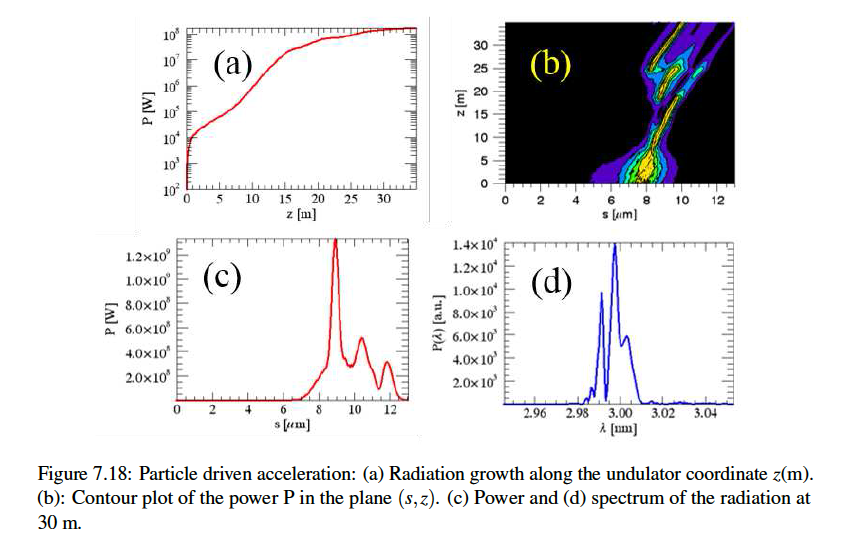 10⁸
10⁷
10⁶
10⁵
10⁴
10³
10²
P [W]
(a)
0 5 10 15 20 25 30
z [m]
30
25
20
15
10
5
0
z [m]
(b)
0 2 4 6 8 10 12
s [μm]
1.2×10⁹
1.0×10⁹
8.0×10⁸
6.0×10⁸
4.0×10⁸
2.0×10⁸
P [W]
(c)
0 2 4 6 8 10 12
s [μm]
1.4×10⁴
1.2×10⁴
1.0×10⁴
8.0×10³
6.0×10³
4.0×10³
2.0×10³
P(λ) [a.u.]
(d)
2.96 2.98 3.00 3.02 3.04
λ [nm]
Figure 7.18: Particle driven acceleration: (a) Radiation growth along the undulator coordinate z(m).
(b): Contour plot of the power P in the plane (s,z). (c) Power and (d) spectrum of the radiation at
30 m.